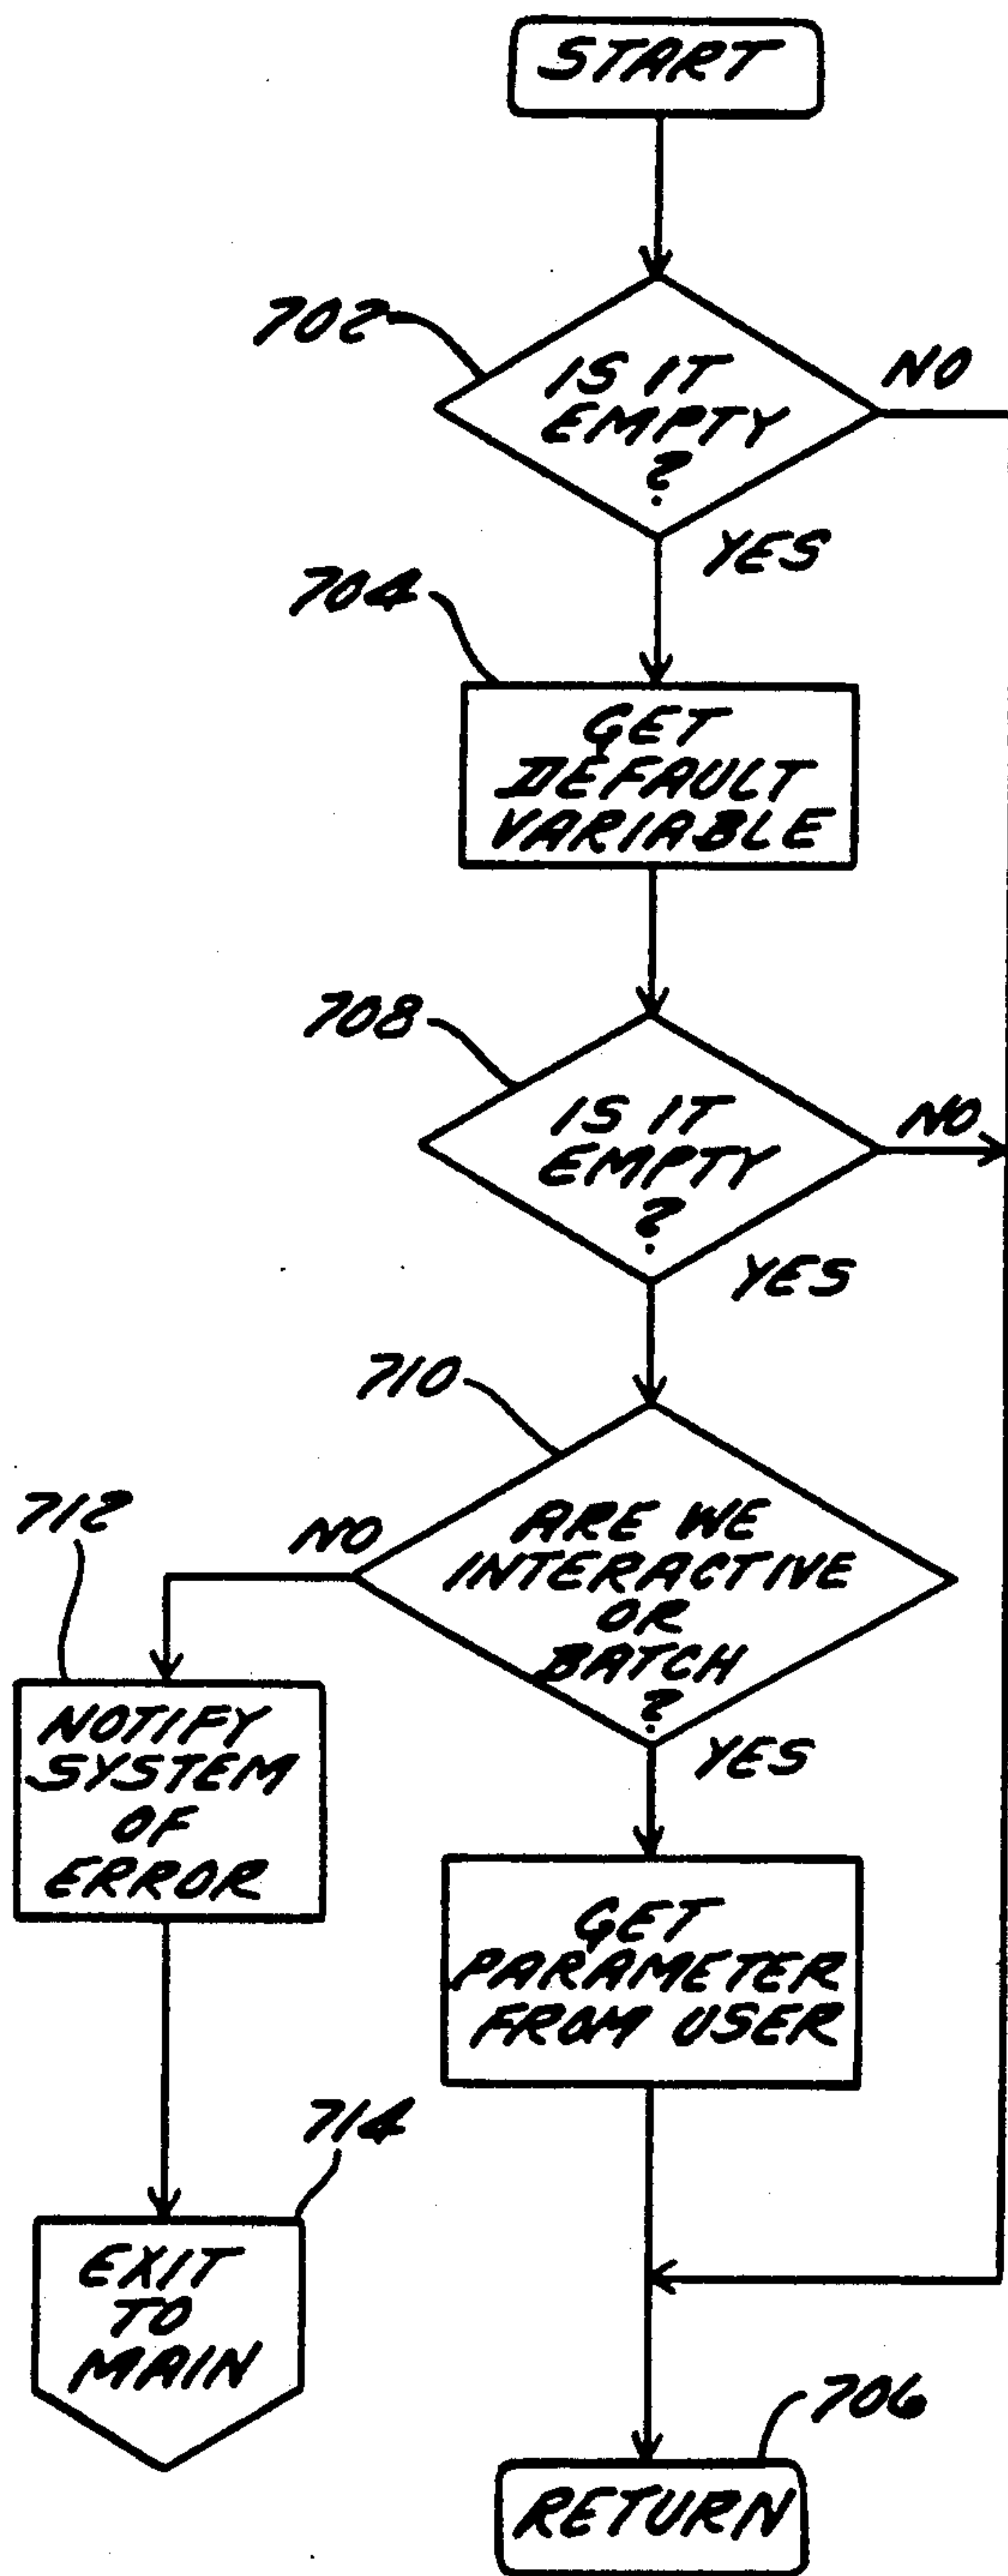 START
702
IS IT
EMPTY
?
NO
YES
704
GET
DEFAULT
VARIABLE
708
IS IT
EMPTY
?
NO
YES
710
ARE WE
INTERACTIVE
OR
BATCH
?
NO
YES
712
NOTIFY
SYSTEM
OF
ERROR
GET
PARAMETER
FROM USER
714
EXIT
TO
MAIN
706
RETURN